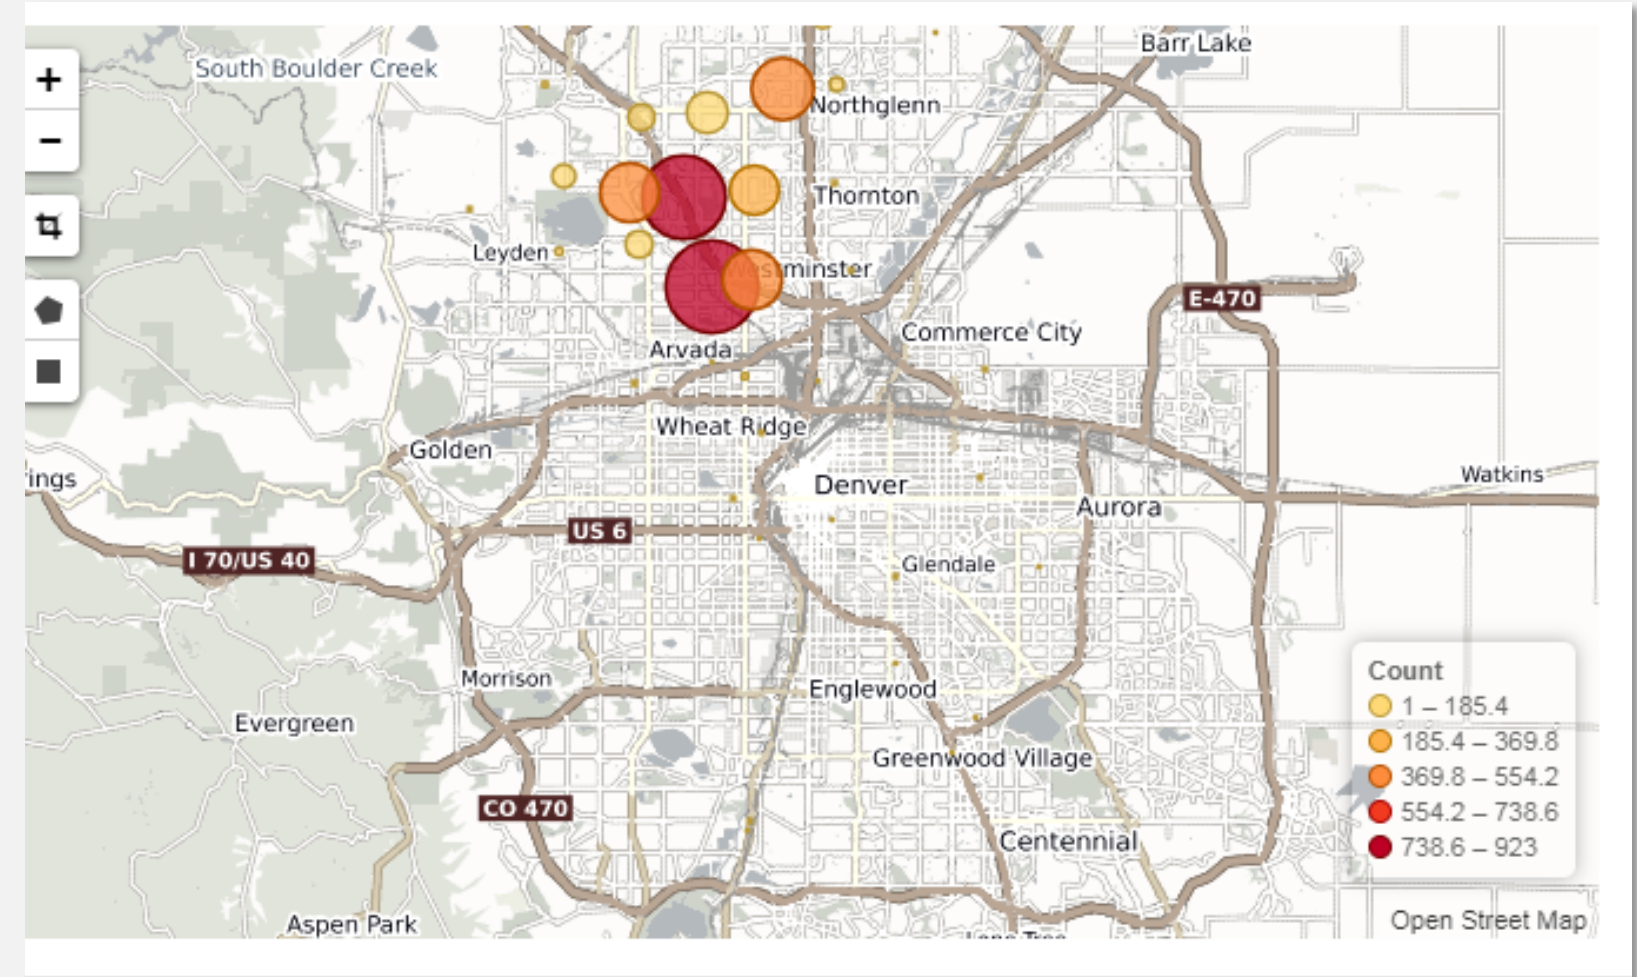 Barr Lake
South Boulder Creek
+
−
Northglenn
Thornton
Leyden
Westminster
E-470
Commerce City
Arvada
Wheat Ridge
Golden
ings
Watkins
Denver
Aurora
US 6
I 70/US 40
Glendale
Morrison
Englewood
Evergreen
Greenwood Village
CO 470
Centennial
Aspen Park
Lone Tree
Count
1 – 185.4
185.4 – 369.8
369.8 – 554.2
554.2 – 738.6
738.6 – 923
Open Street Map